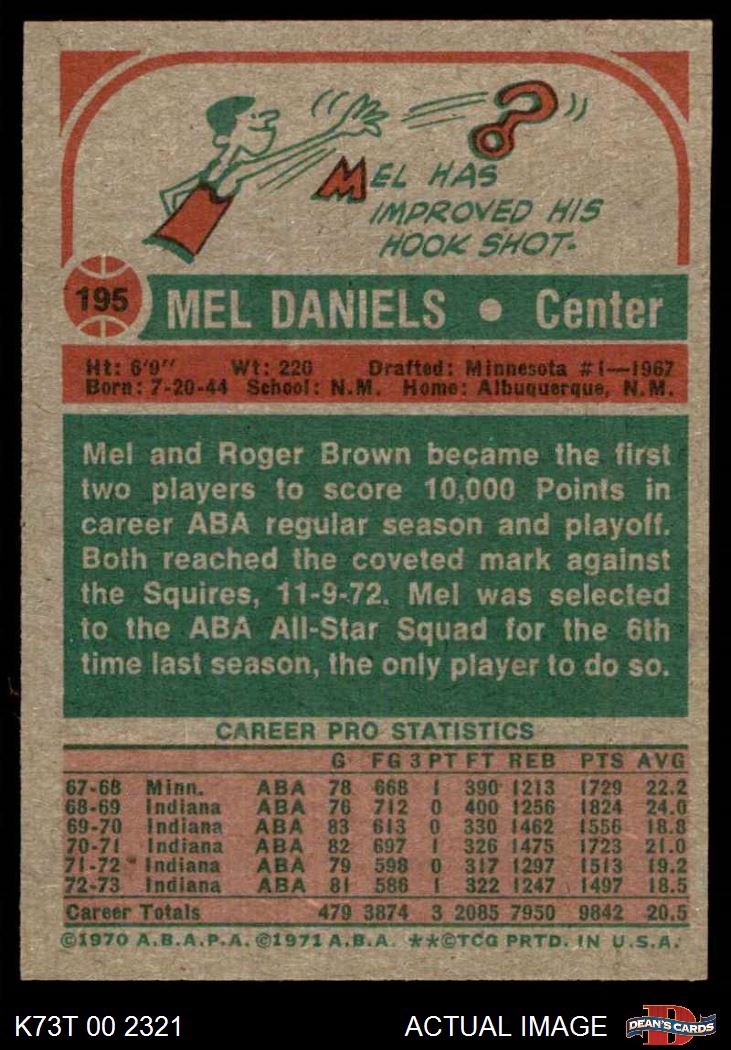 MEL HAS
IMPROVED HIS
HOOK SHOT.
195 MEL DANIELS • Center
Ht: 6'9" Wt: 220 Drafted: Minnesota #1—1967
Born: 7-20-44 School: N.M. Home: Albuquerque, N.M.
Mel and Roger Brown became the first
two players to score 10,000 Points in
career ABA regular season and playoff.
Both reached the coveted mark against
the Squires, 11-9-72. Mel was selected
to the ABA All-Star Squad for the 6th
time last season, the only player to do so.
CAREER PRO STATISTICS
G FG 3 PT FT REB PTS AVG
67-68 Minn. ABA 78 668 1 390 1213 1729 22.2
68-69 Indiana ABA 76 712 0 400 1256 1824 24.0
69-70 Indiana ABA 83 613 0 330 1462 1556 18.8
70-71 Indiana ABA 82 697 1 326 1475 1723 21.0
71-72 Indiana ABA 79 598 0 317 1297 1513 19.2
72-73 Indiana ABA 81 586 1 322 1247 1497 18.5
Career Totals 479 3874 3 2085 7950 9842 20.5
©1970 A.B.A.P.A. ©1971 A.B.A. **©TCG PRTD. IN U.S.A.
K73T 00 2321 ACTUAL IMAGE D DEAN'S CARDS